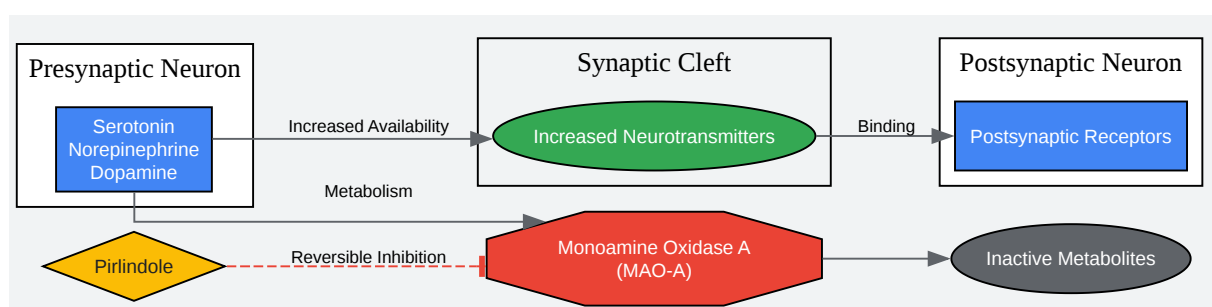 Presynaptic Neuron
Synaptic Cleft
Postsynaptic Neuron
Serotonin
Norepinephrine
Dopamine
Increased Availability
Increased Neurotransmitters
Binding
Postsynaptic Receptors
Metabolism
Pirlindole
Reversible Inhibition
Monoamine Oxidase A
(MAO-A)
Inactive Metabolites